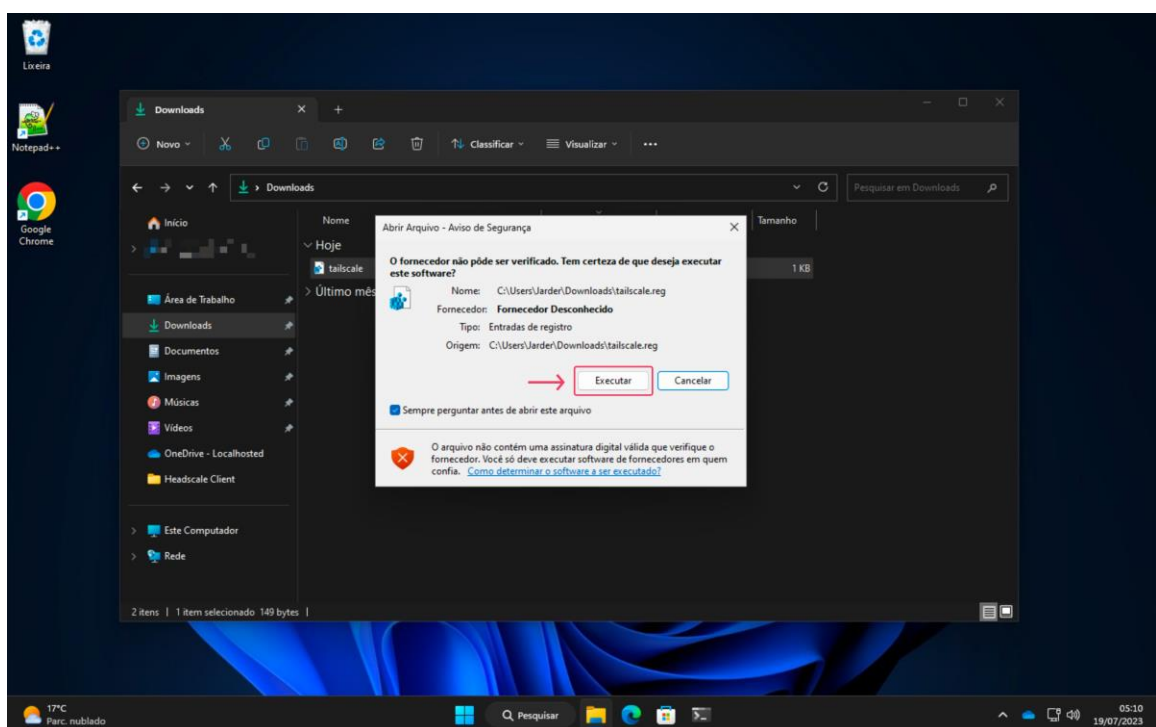 Lixeira
Notepad++
Google
Chrome
Downloads
Novo
Classificar
Visualizar
Downloads
Pesquisar em Downloads
Início
Área de Trabalho
Downloads
Documentos
Imagens
Músicas
Vídeos
OneDrive - Localhosted
Headscale Client
Este Computador
Rede
Nome
Tamanho
Hoje
tailscale
1 KB
Último mês
Abrir Arquivo - Aviso de Segurança
O fornecedor não pôde ser verificado. Tem certeza de que deseja executar
este software?
Nome: C:\Users\Jarder\Downloads\tailscale.reg
Fornecedor: Fornecedor Desconhecido
Tipo: Entradas de registro
Origem: C:\Users\Jarder\Downloads\tailscale.reg
Executar
Cancelar
Sempre perguntar antes de abrir este arquivo
O arquivo não contém uma assinatura digital válida que verifique o
fornecedor. Você só deve executar software de fornecedores em quem
confia. Como determinar o software a ser executado?
2 itens | 1 item selecionado 149 bytes |
17°C
Parc. nublado
Pesquisar
05:10
19/07/2023